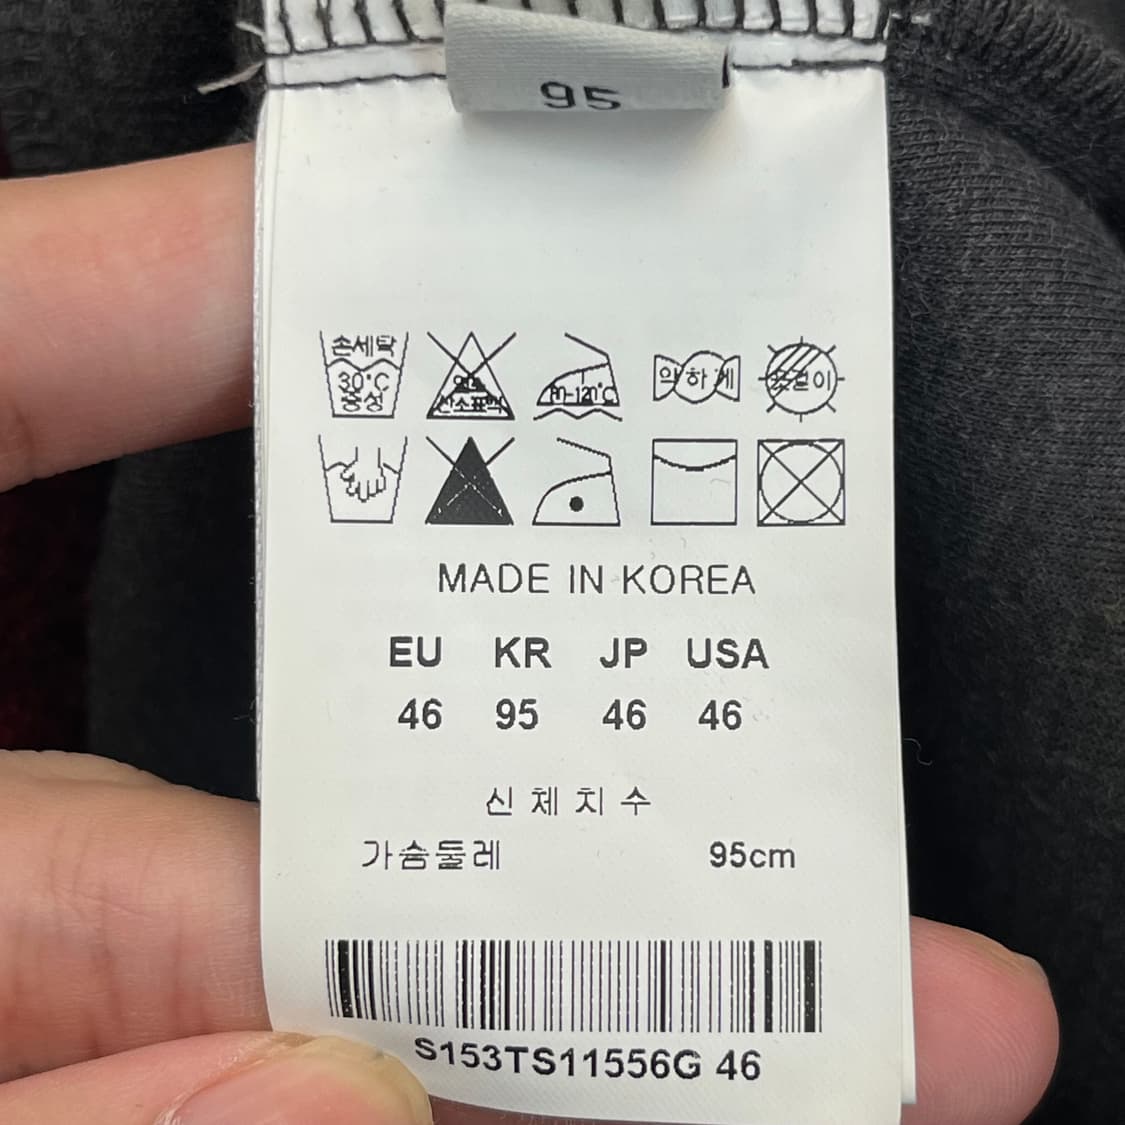 95
손세탁
30°C
중성
염소
산소표백
80-120°C
약하게
옷걸이
MADE IN KOREA
EU KR JP USA
46 95 46 46
신체치수
가슴둘레 95cm
S153TS11556G 46